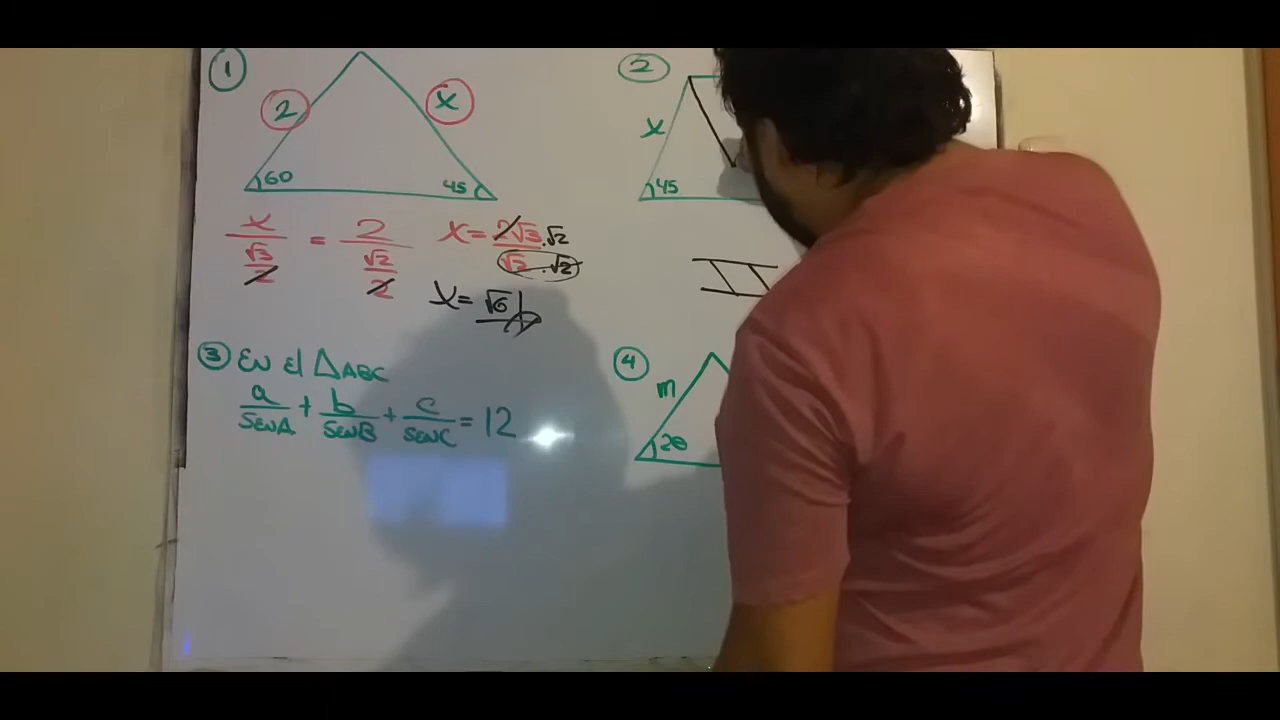 1
2 x
60 45
x/(√3/2) = 2/(√2/2) x = 2√3/√2 .√2/.√2
x = √6
2
x
45
3 En el △ABC
a/SenA + b/SenB + c/SenC = 12
4
m
2θ